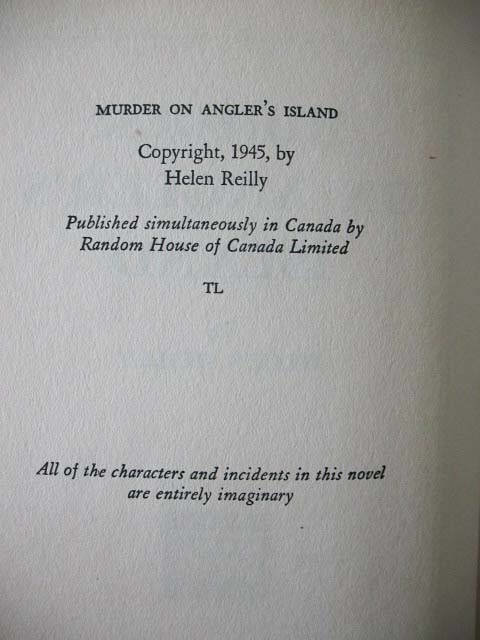 MURDER ON ANGLER'S ISLAND
Copyright, 1945, by
Helen Reilly
Published simultaneously in Canada by
Random House of Canada Limited
TL
All of the characters and incidents in this novel
are entirely imaginary